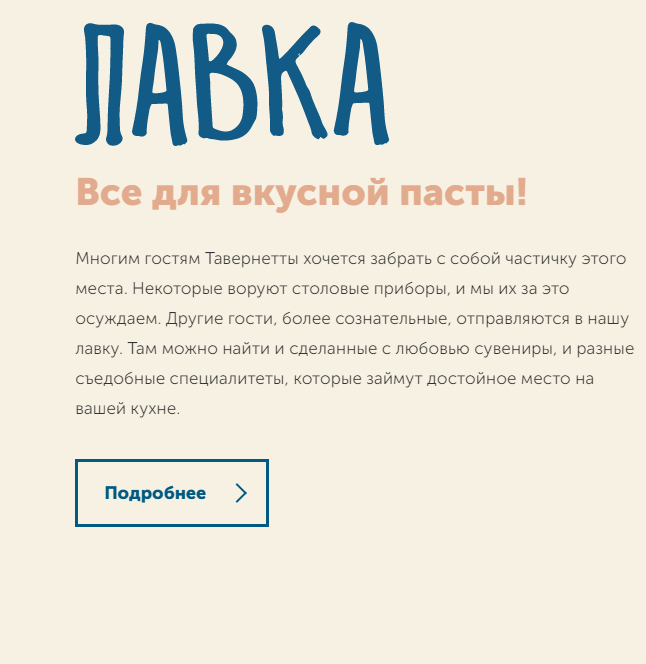 ЛАВКА
Все для вкусной пасты!
Многим гостям Тавернетты хочется забрать с собой частичку этого
места. Некоторые воруют столовые приборы, и мы их за это
осуждаем. Другие гости, более сознательные, отправляются в нашу
лавку. Там можно найти и сделанные с любовью сувениры, и разные
съедобные специалитеты, которые займут достойное место на
вашей кухне.
Подробнее